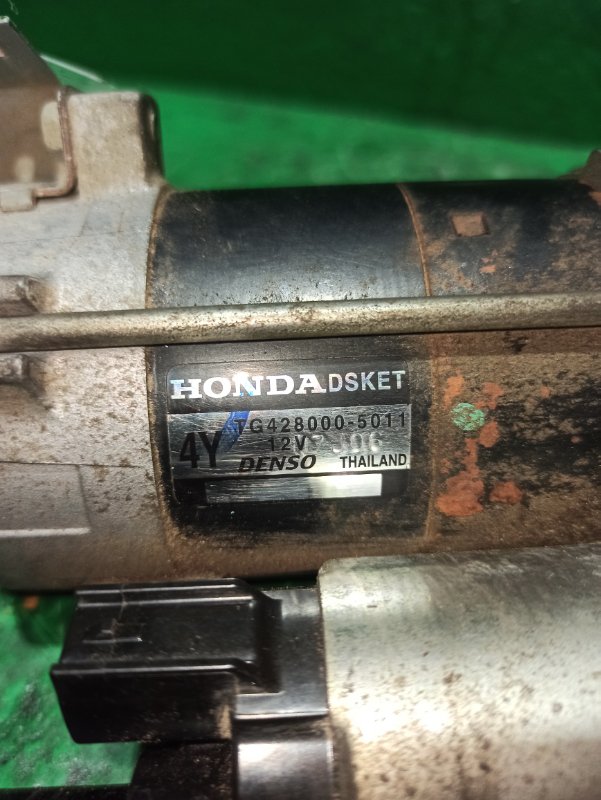 HONDA DSKET
4Y TG428000-5011
12V
DENSO THAILAND